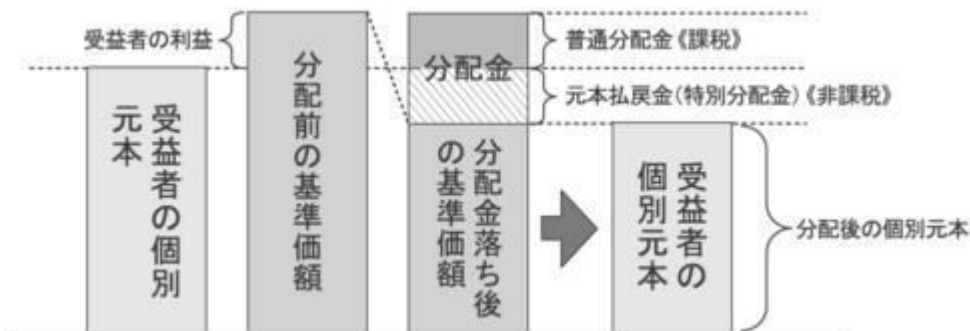 受益者の利益
受益者の個別
元本
分配前の基準価額
分配金
分配金落ち後
の基準価額
普通分配金《課税》
元本払戻金(特別分配金)《非課税》
受益者の
個別元本
分配後の個別元本